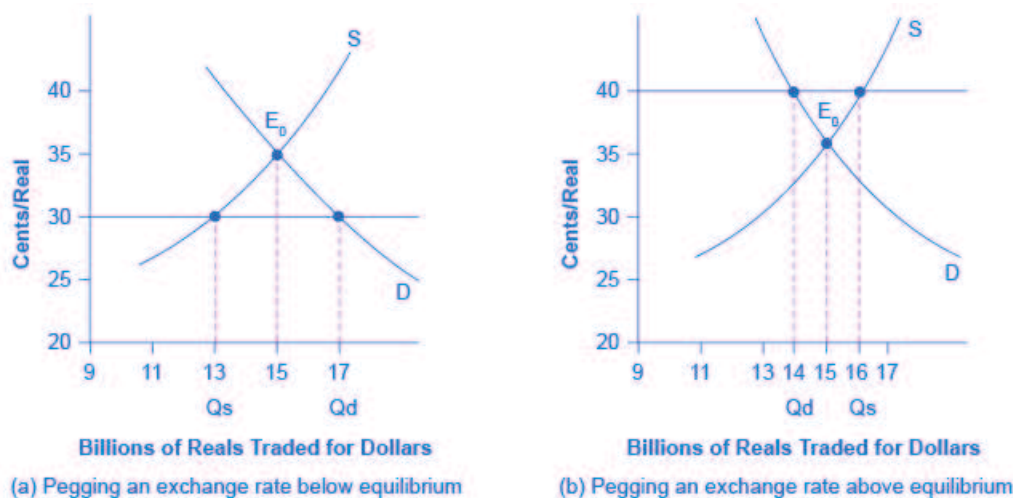 S
40
E0
35
Cents/Real
30
25
D
20
9 11 13 15 17
Qs Qd
Billions of Reals Traded for Dollars
(a) Pegging an exchange rate below equilibrium
S
40
E0
35
Cents/Real
30
25
D
20
9 11 13 14 15 16 17
Qd Qs
Billions of Reals Traded for Dollars
(b) Pegging an exchange rate above equilibrium